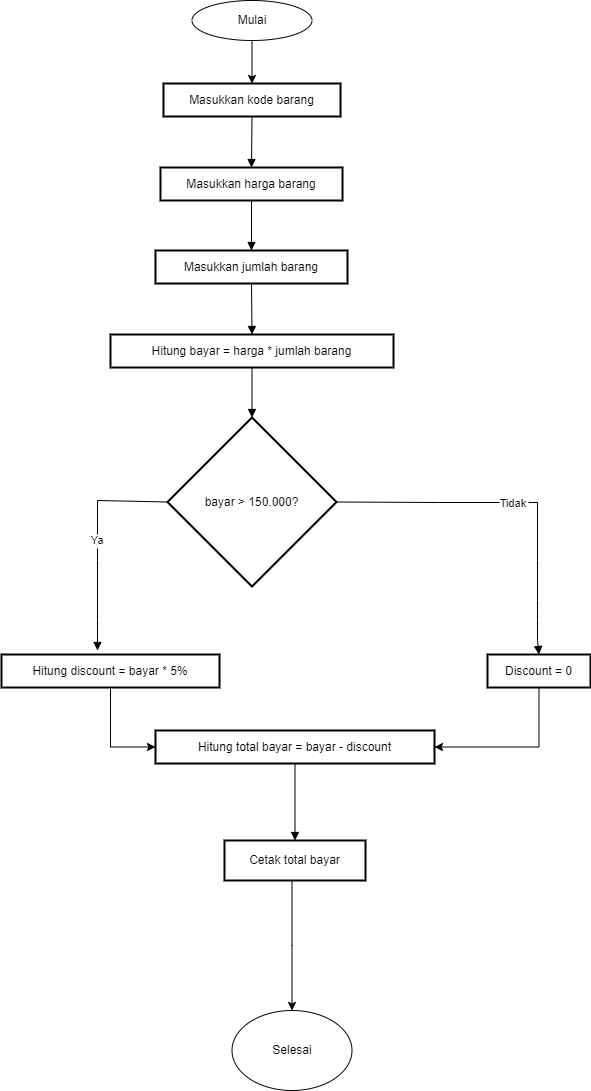 Mulai
Masukkan kode barang
Masukkan harga barang
Masukkan jumlah barang
Hitung bayar = harga * jumlah barang
bayar > 150.000?
Tidak
Ya
Hitung discount = bayar * 5%
Discount = 0
Hitung total bayar = bayar - discount
Cetak total bayar
Selesai